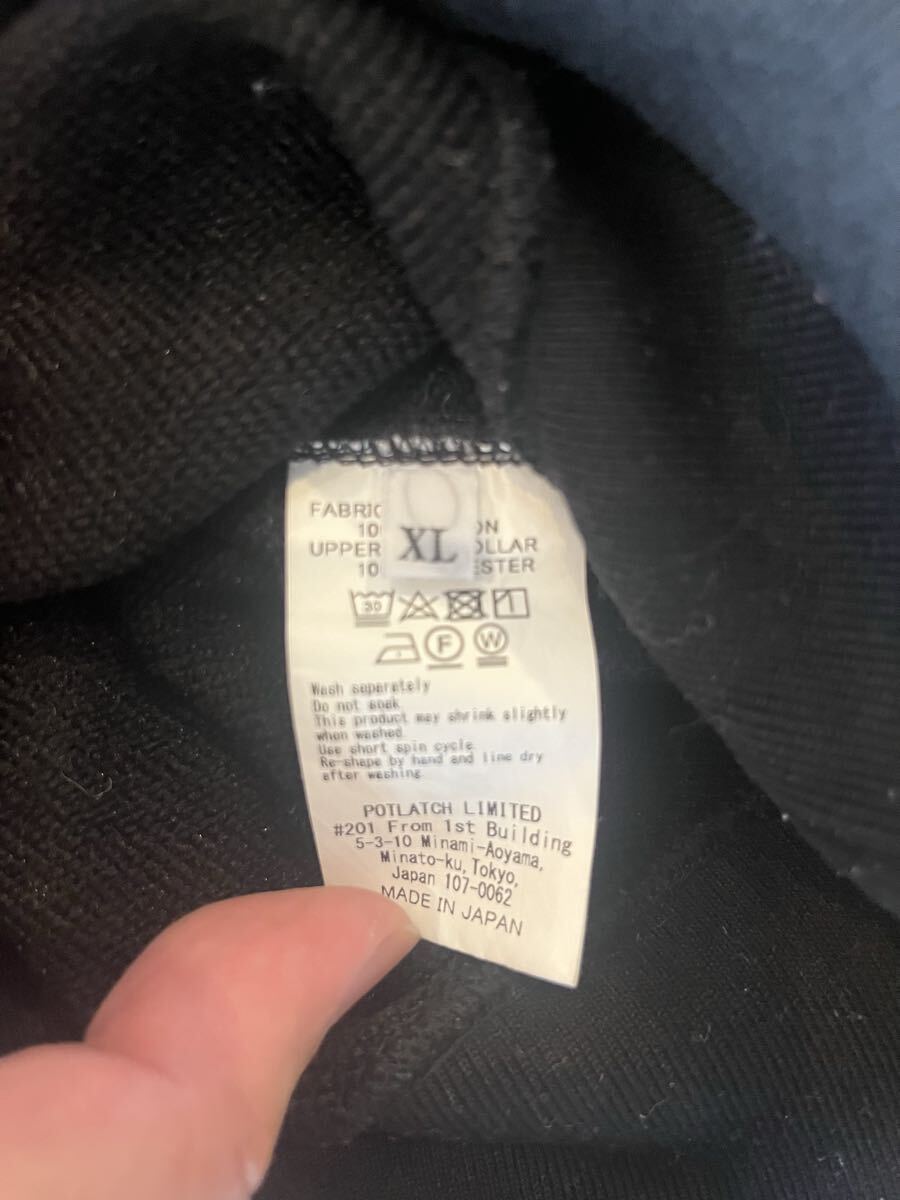 FABRIC
10 ON
XL
UPPER OLLAR
10 ESTER
30
F W
Wash separately
Do not soak
This product may shrink slightly
when washed.
Use short spin cycle.
Re-shape by hand and line dry
after washing
POTLATCH LIMITED
#201 From 1st Building
5-3-10 Minami-Aoyama,
Minato-ku, Tokyo,
Japan 107-0062
MADE IN JAPAN